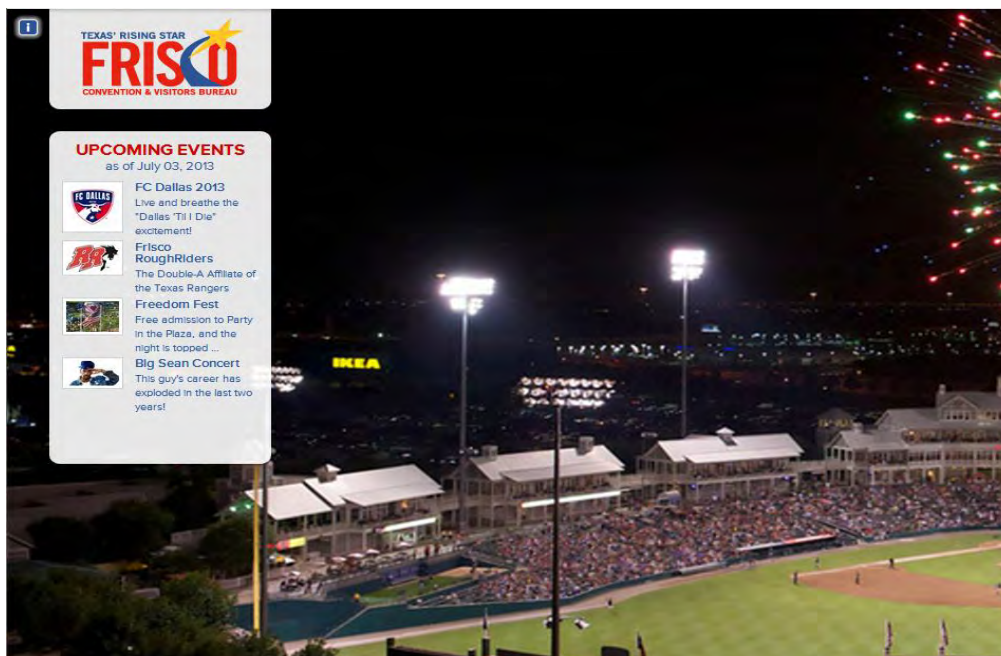 i
TEXAS' RISING STAR
FRISCO
CONVENTION & VISITORS BUREAU
UPCOMING EVENTS
as of July 03, 2013
FC DALLAS
FC Dallas 2013
Live and breathe the
"Dallas 'Til I Die"
excitement!
RR
Frisco
RoughRiders
The Double-A Affiliate of
the Texas Rangers
Freedom Fest
Free admission to Party
in the Plaza, and the
night is topped ...
Big Sean Concert
This guy's career has
exploded in the last two
years!
IKEA